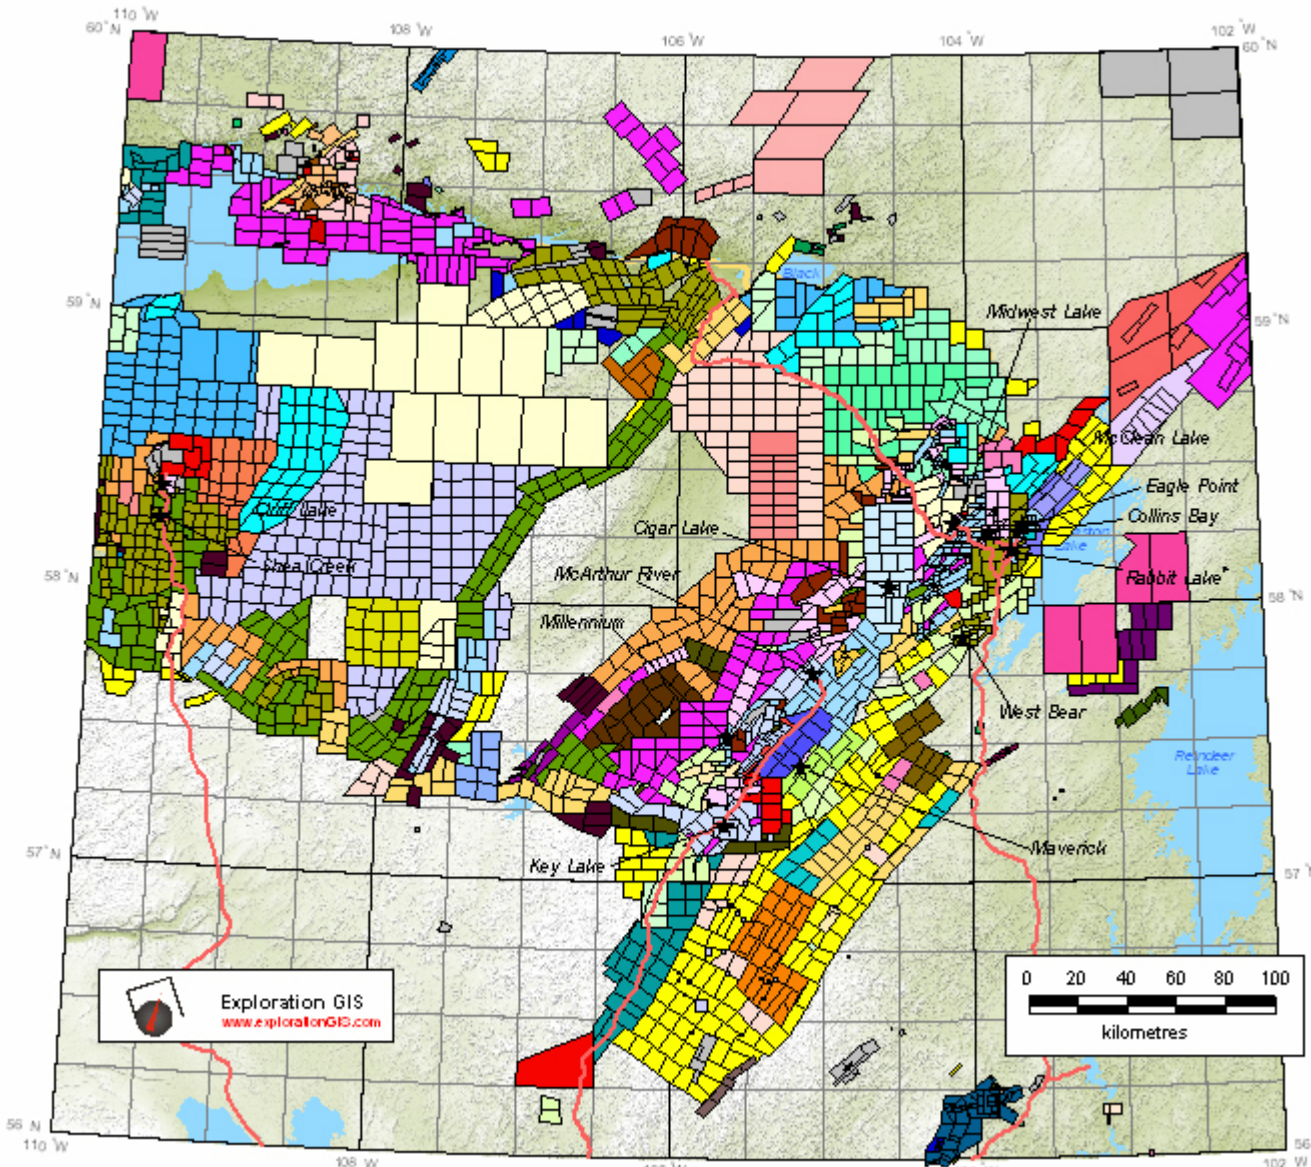 110 °W
60 °N
108 °W
106 °W
104 °W
102 °W
60 °N
Black
59 °N
59 °N
Midwest Lake
McClean Lake
Eagle Point
Cluff Lake
Collins Bay
Cigar Lake
Lake
Shea Creek
McArthur River
Rabbit Lake
58 °N
58 °N
Millennium
West Bear
Reindeer
Lake
Maverick
57 °N
Key Lake
57 °
0 20 40 60 80 100
kilometres
Exploration GIS
www.explorationGIS.com
56 °N
110 °W
108 °W
56
102 °W